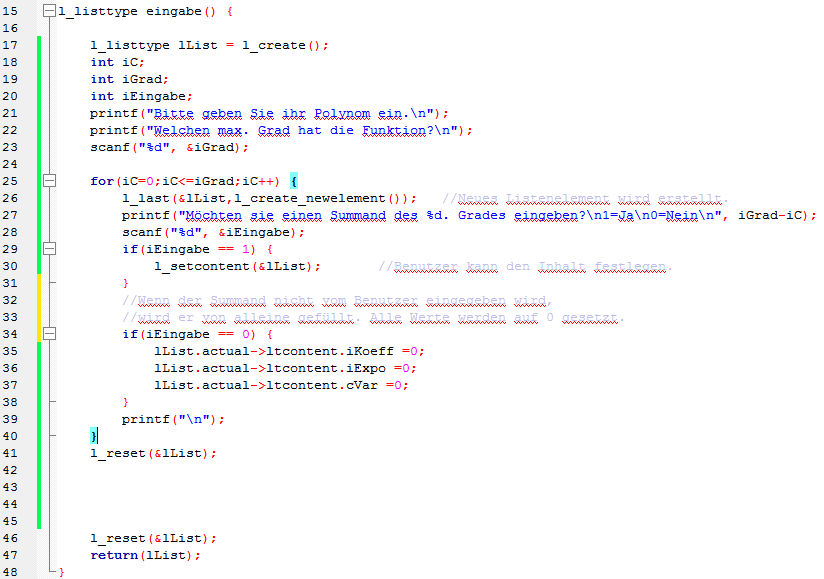 15 l_listtype eingabe() {
16
17 l_listtype lList = l_create();
18 int iC;
19 int iGrad;
20 int iEingabe;
21 printf("Bitte geben Sie ihr Polynom ein.\n");
22 printf("Welchen max. Grad hat die Funktion?\n");
23 scanf("%d", &iGrad);
24
25 for(iC=0;iC<=iGrad;iC++) {
26 l_last(&lList,l_create_newelement()); //Neues Listenelement wird erstellt.
27 printf("Möchten sie einen Summand des %d. Grades eingeben?\n1=Ja\n0=Nein\n", iGrad-iC);
28 scanf("%d", &iEingabe);
29 if(iEingabe == 1) {
30 l_setcontent(&lList); //Benutzer kann den Inhalt festlegen.
31 }
32 //Wenn der Summand nicht vom Benutzer eingegeben wird,
33 //wird er von alleine gefüllt. Alle Werte werden auf 0 gesetzt.
34 if(iEingabe == 0) {
35 lList.actual->ltcontent.iKoeff =0;
36 lList.actual->ltcontent.iExpo =0;
37 lList.actual->ltcontent.cVar =0;
38 }
39 printf("\n");
40 }
41 l_reset(&lList);
42
43
44
45
46 l_reset(&lList);
47 return(lList);
48 }